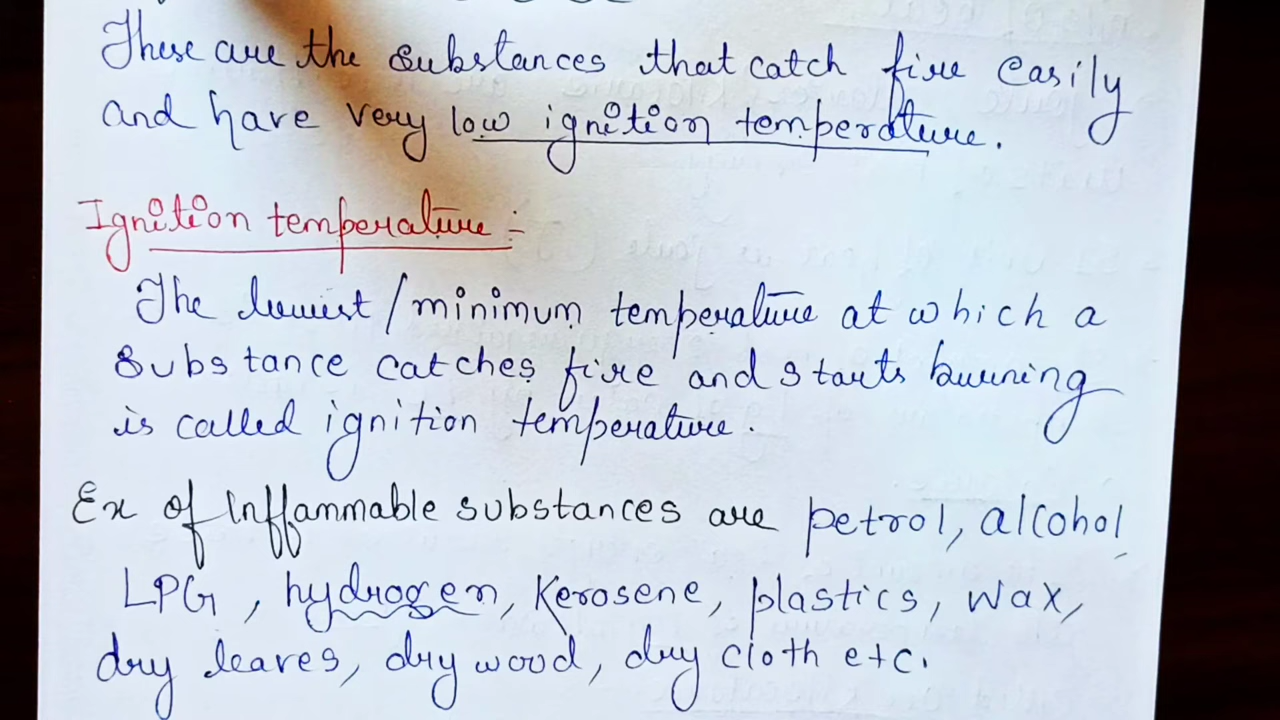 These are the substances that catch fire easily
and have very low ignition temperature.
Ignition temperature :-
The lowest / minimum temperature at which a
substance catches fire and starts burning
is called ignition temperature.
Ex of inffammable substances are petrol, alcohol,
LPG, hydrogen, Kerosene, plastics, wax,
dry leaves, dry wood, dry cloth etc.